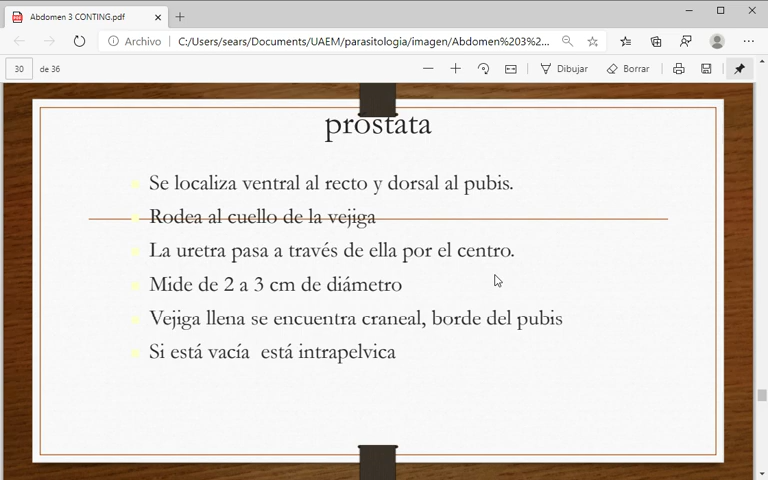 Abdomen 3 CONTING.pdf
Archivo
C:/Users/sears/Documents/UAEM/parasitologia/imagen/Abdomen%203%2...
30 de 36
Dibujar
Borrar
prostata
Se localiza ventral al recto y dorsal al pubis.
Rodea al cuello de la vejiga
La uretra pasa a través de ella por el centro.
Mide de 2 a 3 cm de diámetro
Vejiga llena se encuentra craneal, borde del pubis
Si está vacía está intrapelvica